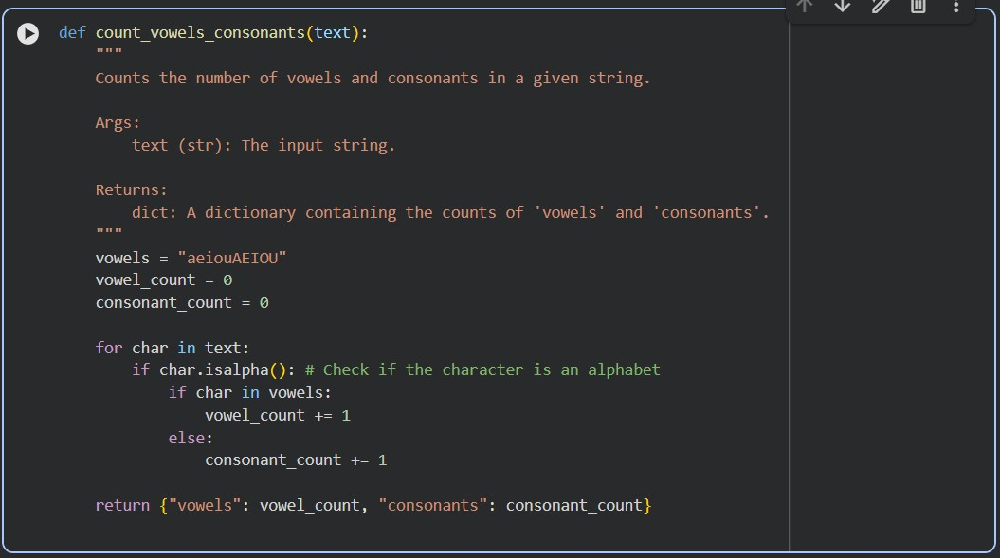 def count_vowels_consonants(text):
    """
    Counts the number of vowels and consonants in a given string.

    Args:
        text (str): The input string.

    Returns:
        dict: A dictionary containing the counts of 'vowels' and 'consonants'.
    """
    vowels = "aeiouAEIOU"
    vowel_count = 0
    consonant_count = 0

    for char in text:
        if char.isalpha(): # Check if the character is an alphabet
            if char in vowels:
                vowel_count += 1
            else:
                consonant_count += 1

    return {"vowels": vowel_count, "consonants": consonant_count}